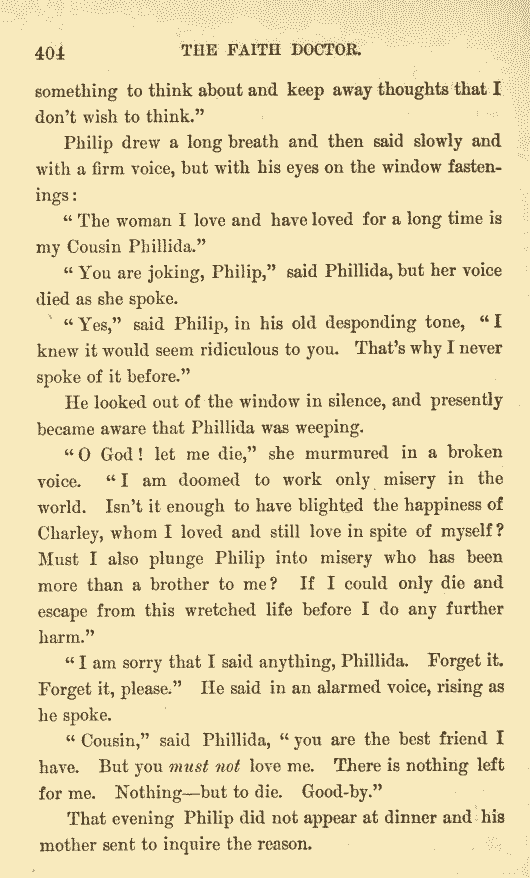 404 THE FAITH DOCTOR.
something to think about and keep away thoughts that I
don't wish to think."
Philip drew a long breath and then said slowly and
with a firm voice, but with his eyes on the window fasten-
ings:
"The woman I love and have loved for a long time is
my Cousin Phillida."
"You are joking, Philip," said Phillida, but her voice
died as she spoke.
"Yes," said Philip, in his old desponding tone, "I
knew it would seem ridiculous to you. That's why I never
spoke of it before."
He looked out of the window in silence, and presently
became aware that Phillida was weeping.
"O God! let me die," she murmured in a broken
voice. "I am doomed to work only misery in the
world. Isn't it enough to have blighted the happiness of
Charley, whom I loved and still love in spite of myself?
Must I also plunge Philip into misery who has been
more than a brother to me? If I could only die and
escape from this wretched life before I do any further
harm."
"I am sorry that I said anything, Phillida. Forget it.
Forget it, please." He said in an alarmed voice, rising as
he spoke.
"Cousin," said Phillida, "you are the best friend I
have. But you must not love me. There is nothing left
for me. Nothing—but to die. Good-by."
That evening Philip did not appear at dinner and his
mother sent to inquire the reason.